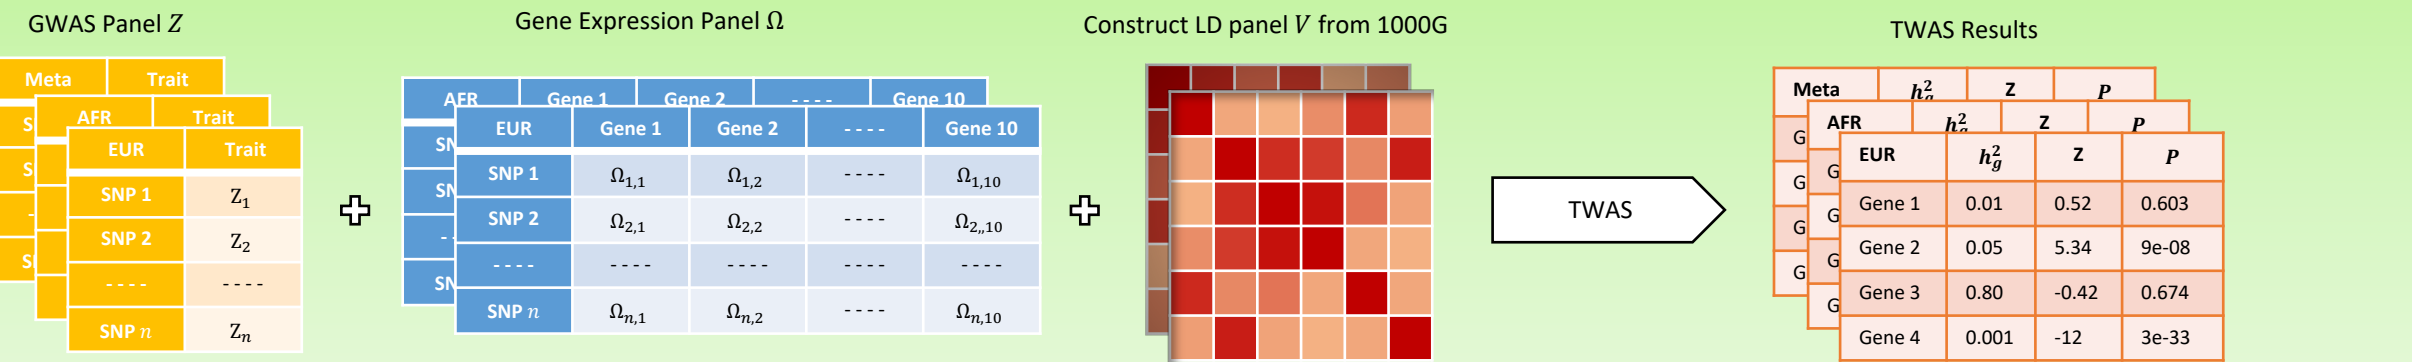 GWAS Panel Z
Gene Expression Panel Ω
Construct LD panel V from 1000G
TWAS Results
Meta Trait
AFR Trait
EUR Trait
SNP 1 Z₁
SNP 2 Z₂
- - - - - - - -
SNP n Zₙ
AFR Gene 1 Gene 2 - - - - Gene 10
EUR Gene 1 Gene 2 - - - - Gene 10
SNP 1 Ω₁,₁ Ω₁,₂ - - - - Ω₁,₁₀
SNP 2 Ω₂,₁ Ω₂,₂ - - - - Ω₂,,₁₀
- - - - - - - - - - - - - - - - - - - -
SNP n Ωₙ,₁ Ωₙ,₂ - - - - Ωₙ,₁₀
TWAS
Meta h²g Z P
AFR h²g Z P
EUR h²g Z P
Gene 1 0.01 0.52 0.603
Gene 2 0.05 5.34 9e-08
Gene 3 0.80 -0.42 0.674
Gene 4 0.001 -12 3e-33